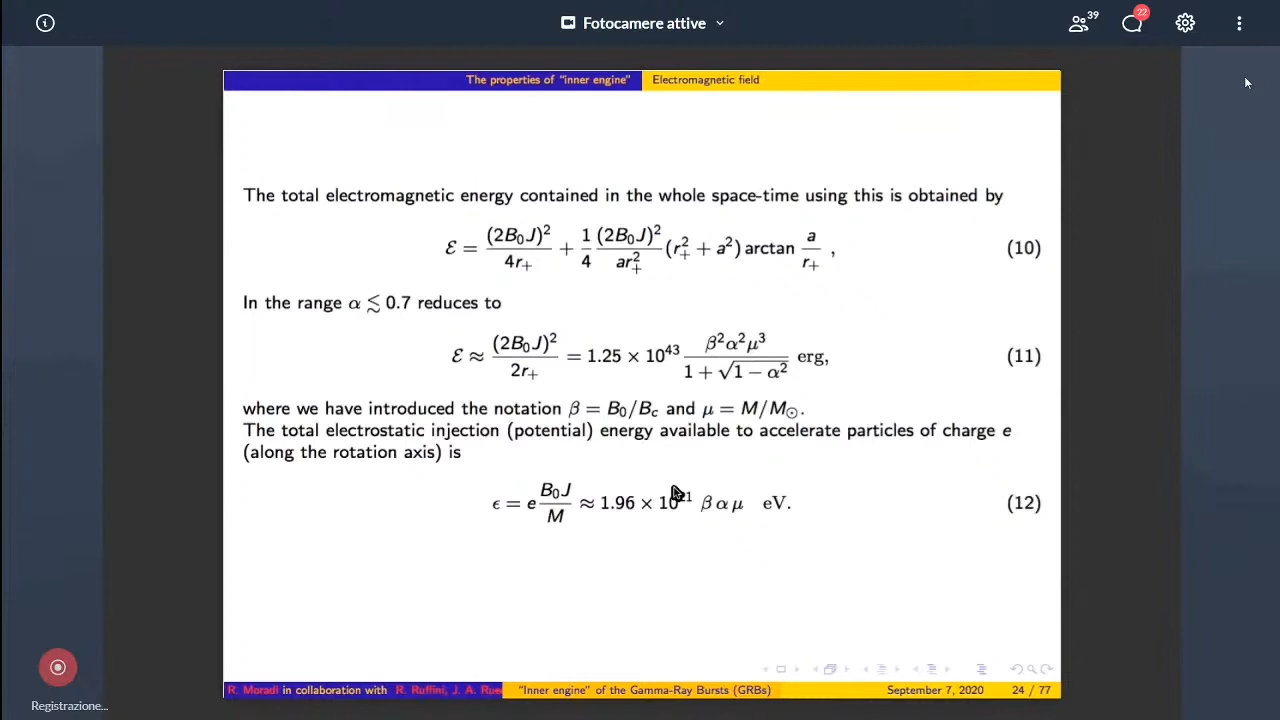 Fotocamere attive
39
22
The properties of "inner engine" Electromagnetic field
The total electromagnetic energy contained in the whole space-time using this is obtained by
ℰ = (2B₀J)²/4r₊ + 1/4 (2B₀J)²/ar₊² (r₊² + a²) arctan a/r₊ , (10)
In the range α ≲ 0.7 reduces to
ℰ ≈ (2B₀J)²/2r₊ = 1.25 × 10⁴³ β²α²μ³/1 + √1 − α² erg, (11)
where we have introduced the notation β = B₀/B_c and μ = M/M⊙.
The total electrostatic injection (potential) energy available to accelerate particles of charge e
(along the rotation axis) is
ϵ = e B₀J/M ≈ 1.96 × 10²¹ β α μ eV. (12)
R. Moradi in collaboration with R. Ruffini, J. A. Rue "Inner engine" of the Gamma-Ray Bursts (GRBs) September 7, 2020 24 / 77
Registrazione...